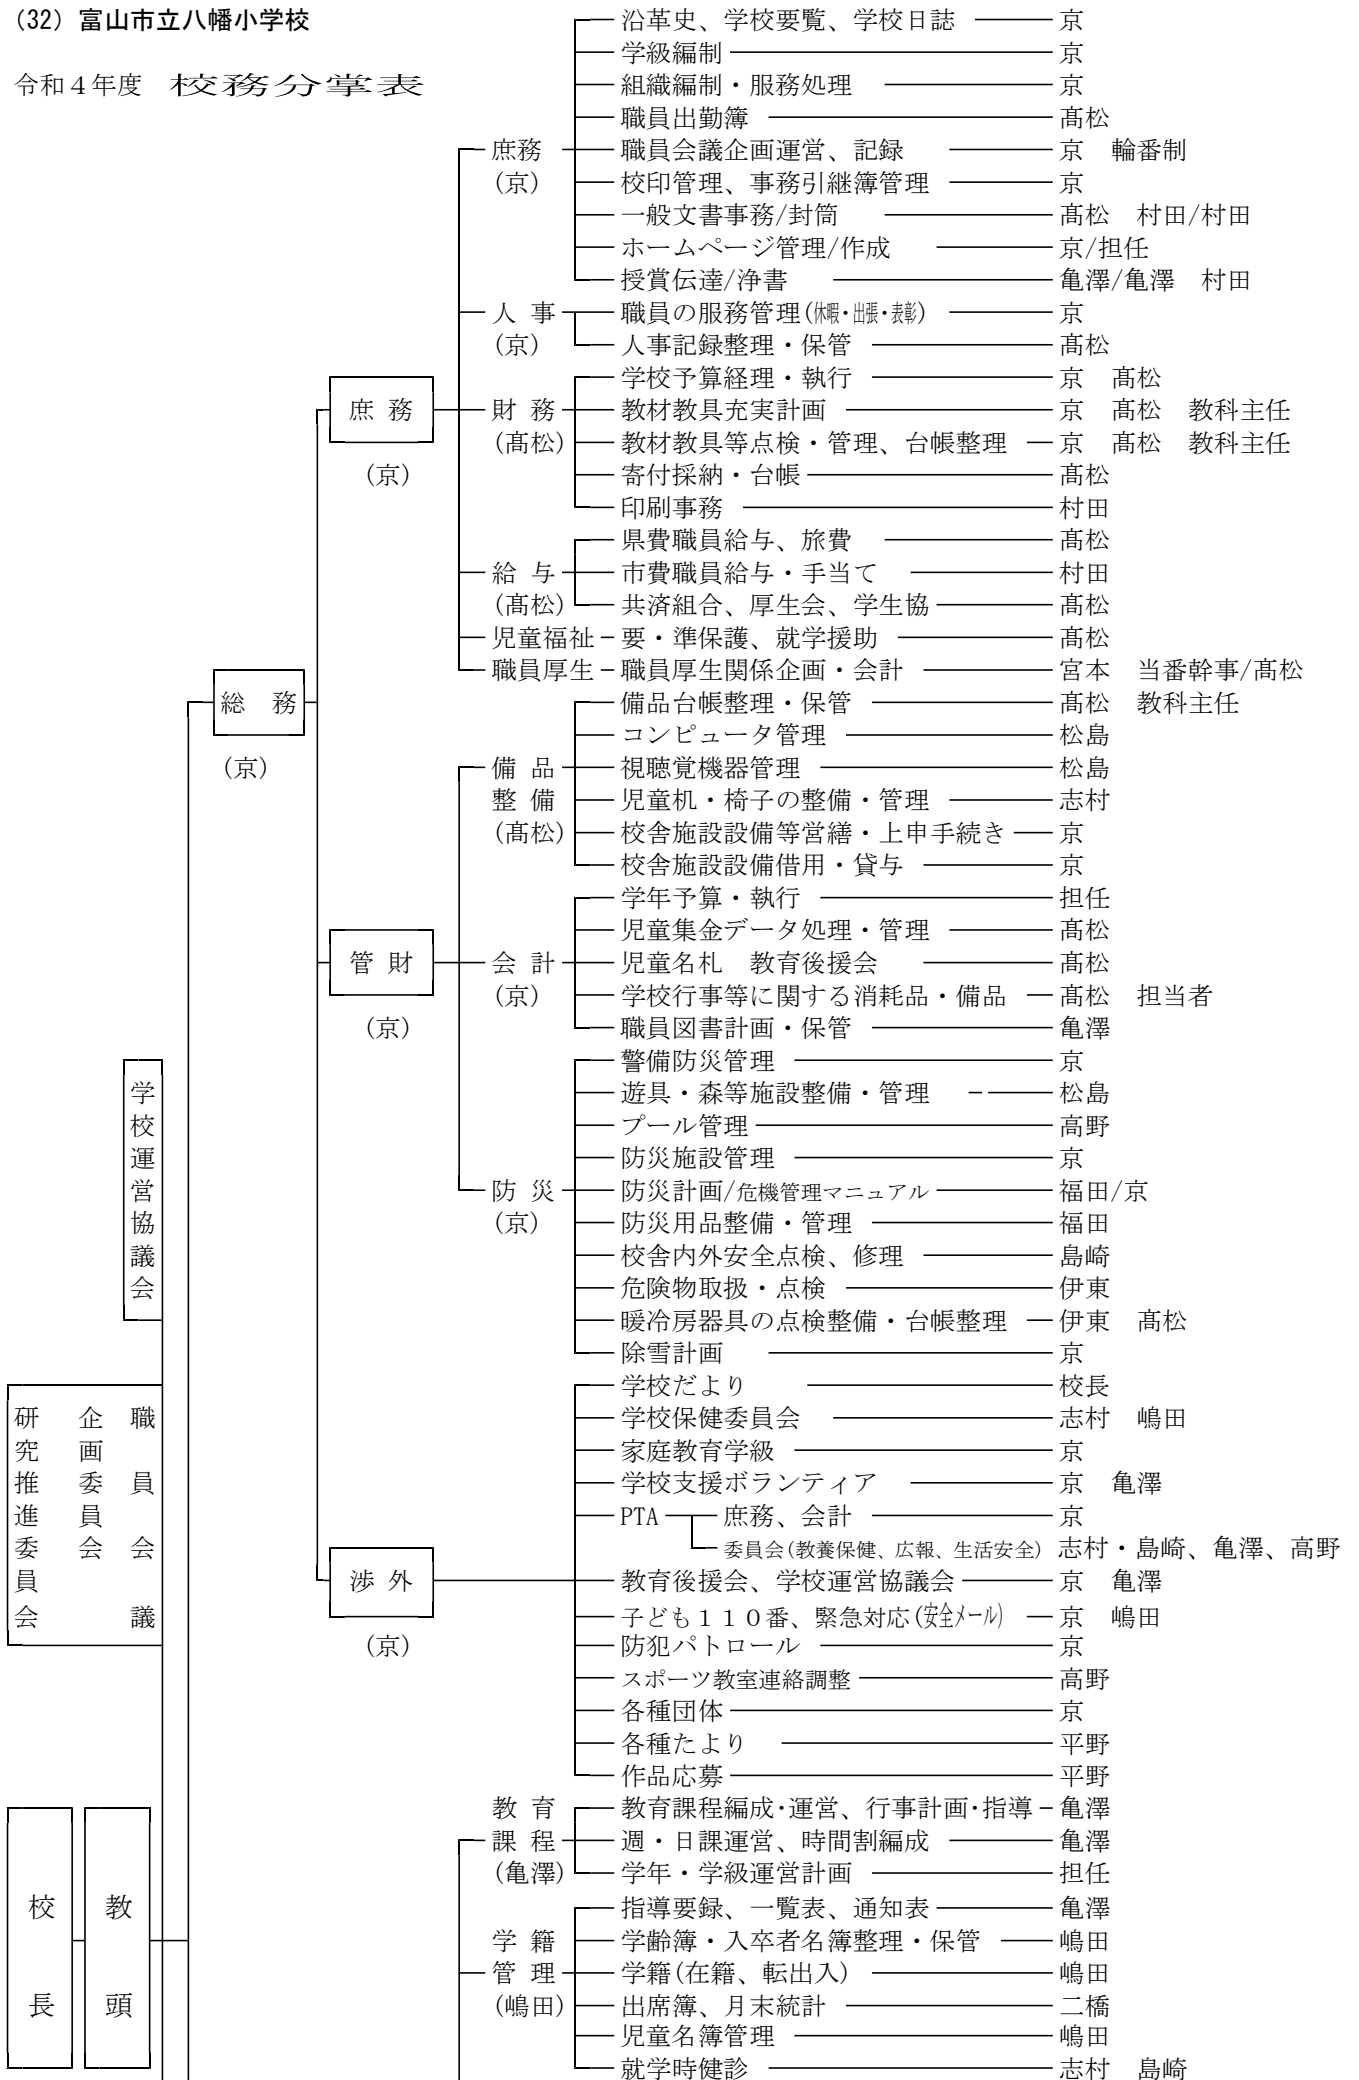 (32) 富山市立八幡小学校
令和４年度　校務分掌表
沿革史、学校要覧、学校日誌　京
学級編制　京
組織編制・服務処理　京
職員出勤簿　髙松
庶務　職員会議企画運営、記録　京　輪番制
(京)　校印管理、事務引継簿管理　京
一般文書事務/封筒　髙松　村田/村田
ホームページ管理/作成　京/担任
授賞伝達/浄書　亀澤/亀澤　村田
人 事　職員の服務管理(休暇・出張・表彰)　京
(京)　人事記録整理・保管　髙松
学校予算経理・執行　京　髙松
庶 務　財 務　教材教具充実計画　京　髙松　教科主任
(髙松)　教材教具等点検・管理、台帳整理　京　髙松　教科主任
(京)　寄付採納・台帳　髙松
印刷事務　村田
県費職員給与、旅費　髙松
給 与　市費職員給与・手当て　村田
(髙松)　共済組合、厚生会、学生協　髙松
児童福祉　要・準保護、就学援助　髙松
職員厚生　職員厚生関係企画・会計　宮本　当番幹事/髙松
総　務　備品台帳整理・保管　髙松　教科主任
コンピュータ管理　松島
(京)　備 品　視聴覚機器管理　松島
整 備　児童机・椅子の整備・管理　志村
(髙松)　校舎施設設備等営繕・上申手続き　京
校舎施設設備借用・貸与　京
学年予算・執行　担任
児童集金データ処理・管理　髙松
管 財　会 計　児童名札　教育後援会　髙松
(京)　学校行事等に関する消耗品・備品　髙松　担当者
(京)　職員図書計画・保管　亀澤
警備防災管理　京
遊具・森等施設整備・管理　松島
プール管理　高野
防災施設管理　京
防 災　防災計画/危機管理マニュアル　福田/京
(京)　防災用品整備・管理　福田
校舎内外安全点検、修理　島崎
危険物取扱・点検　伊東
暖冷房器具の点検整備・台帳整理　伊東　髙松
除雪計画　京
学校運営協議会
学校だより　校長
学校保健委員会　志村　嶋田
家庭教育学級　京
学校支援ボランティア　京　亀澤
PTA　庶務、会計　京
委員会(教養保健、広報、生活安全)　志村・島崎、亀澤、高野
渉 外　教育後援会、学校運営協議会　京　亀澤
子ども１１０番、緊急対応(安全メール)　京　嶋田
(京)　防犯パトロール　京
スポーツ教室連絡調整　高野
各種団体　京
各種たより　平野
作品応募　平野
職員会議
企画委員会
研究推進委員会
教 育　教育課程編成・運営、行事計画・指導　亀澤
課 程　週・日課運営、時間割編成　亀澤
(亀澤)　学年・学級運営計画　担任
指導要録、一覧表、通知表　亀澤
学 籍　学齢簿・入卒者名簿整理・保管　嶋田
管 理　学籍(在籍、転出入)　嶋田
(嶋田)　出席簿、月末統計　二橋
児童名簿管理　嶋田
就学時健診　志村　島崎
校長
教頭